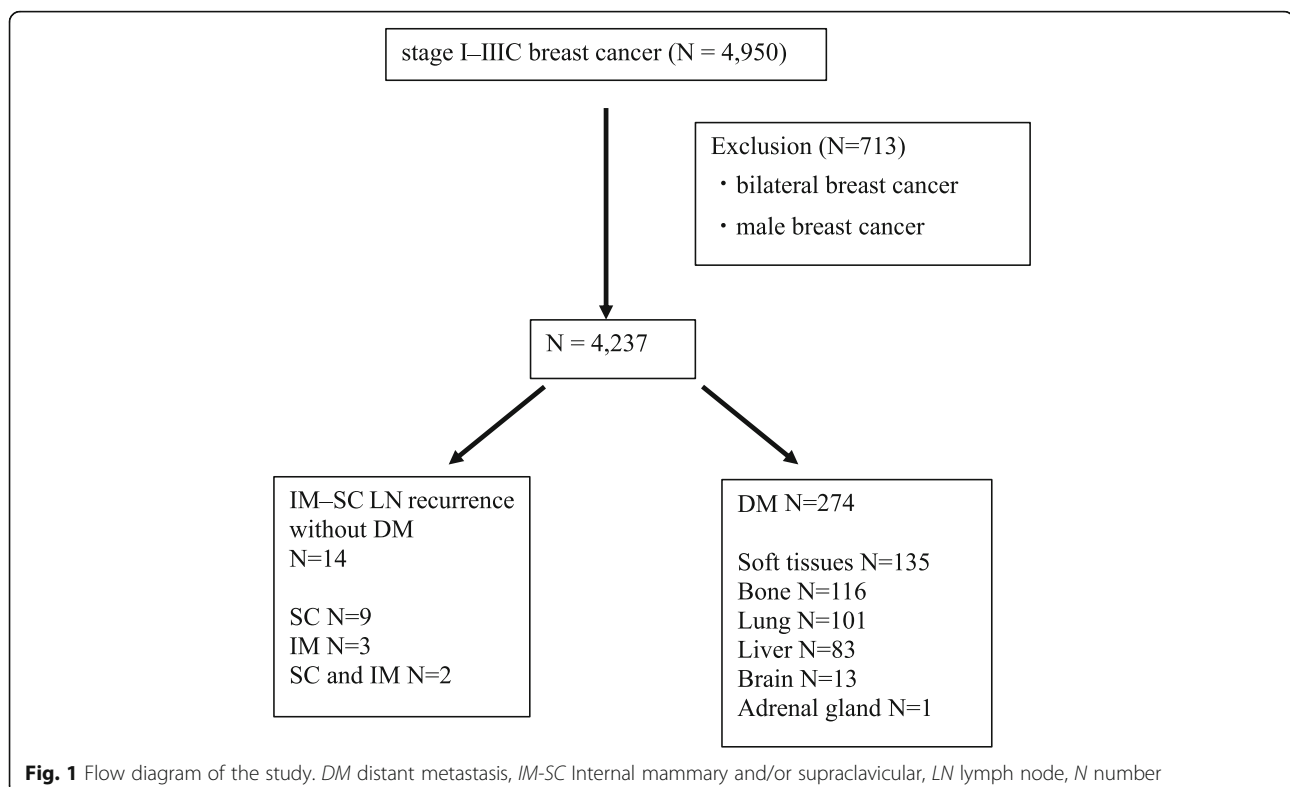 stage I–IIIC breast cancer (N = 4,950)
Exclusion (N=713)
・bilateral breast cancer
・male breast cancer
N = 4,237
IM–SC LN recurrence
without DM
N=14
SC N=9
IM N=3
SC and IM N=2
DM N=274
Soft tissues N=135
Bone N=116
Lung N=101
Liver N=83
Brain N=13
Adrenal gland N=1
Fig. 1 Flow diagram of the study. DM distant metastasis, IM-SC Internal mammary and/or supraclavicular, LN lymph node, N number